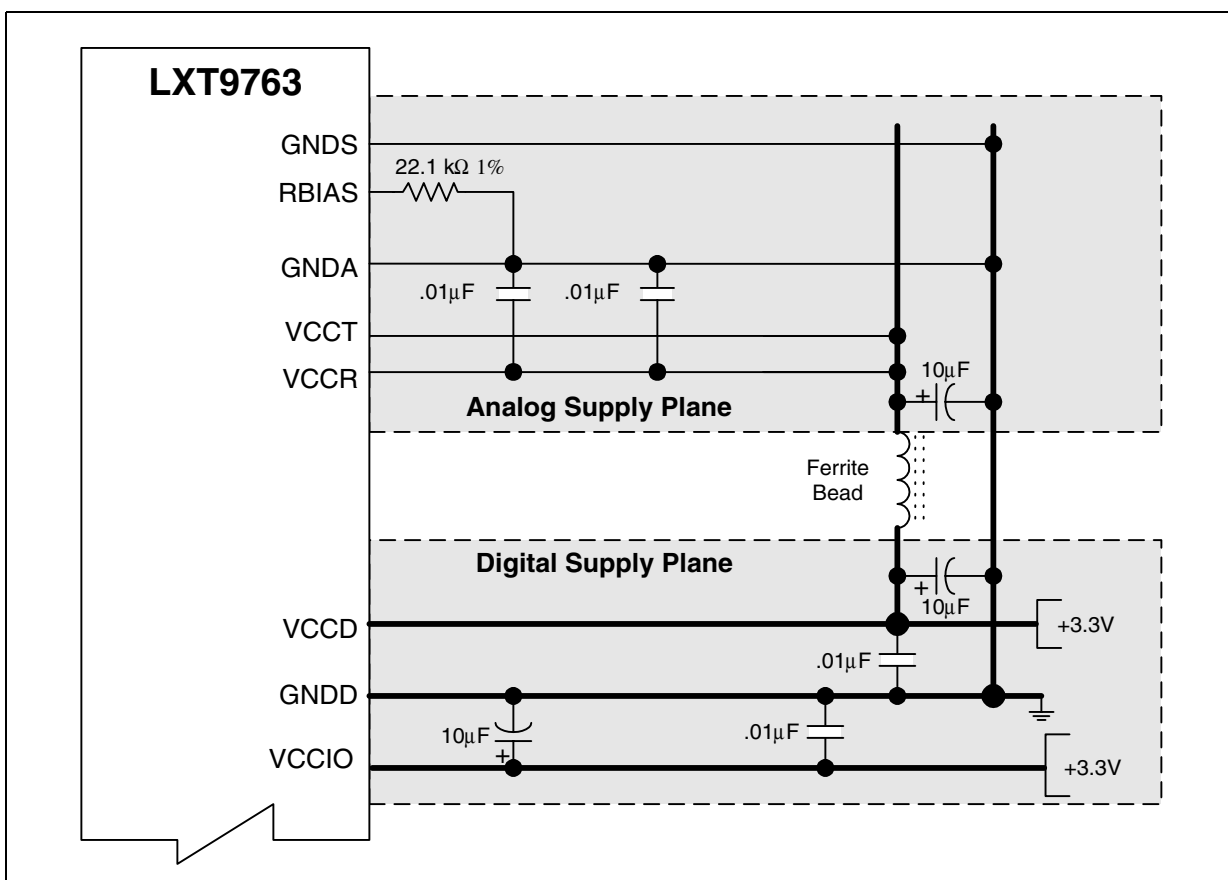 LXT9763
GNDS
22.1 kΩ 1%
RBIAS
GNDA
.01μF .01μF
VCCT
VCCR
10μF
+
Analog Supply Plane
Ferrite
Bead
Digital Supply Plane
+
10μF
VCCD
+3.3V
.01μF
GNDD
10μF
+
.01μF
VCCIO
+3.3V